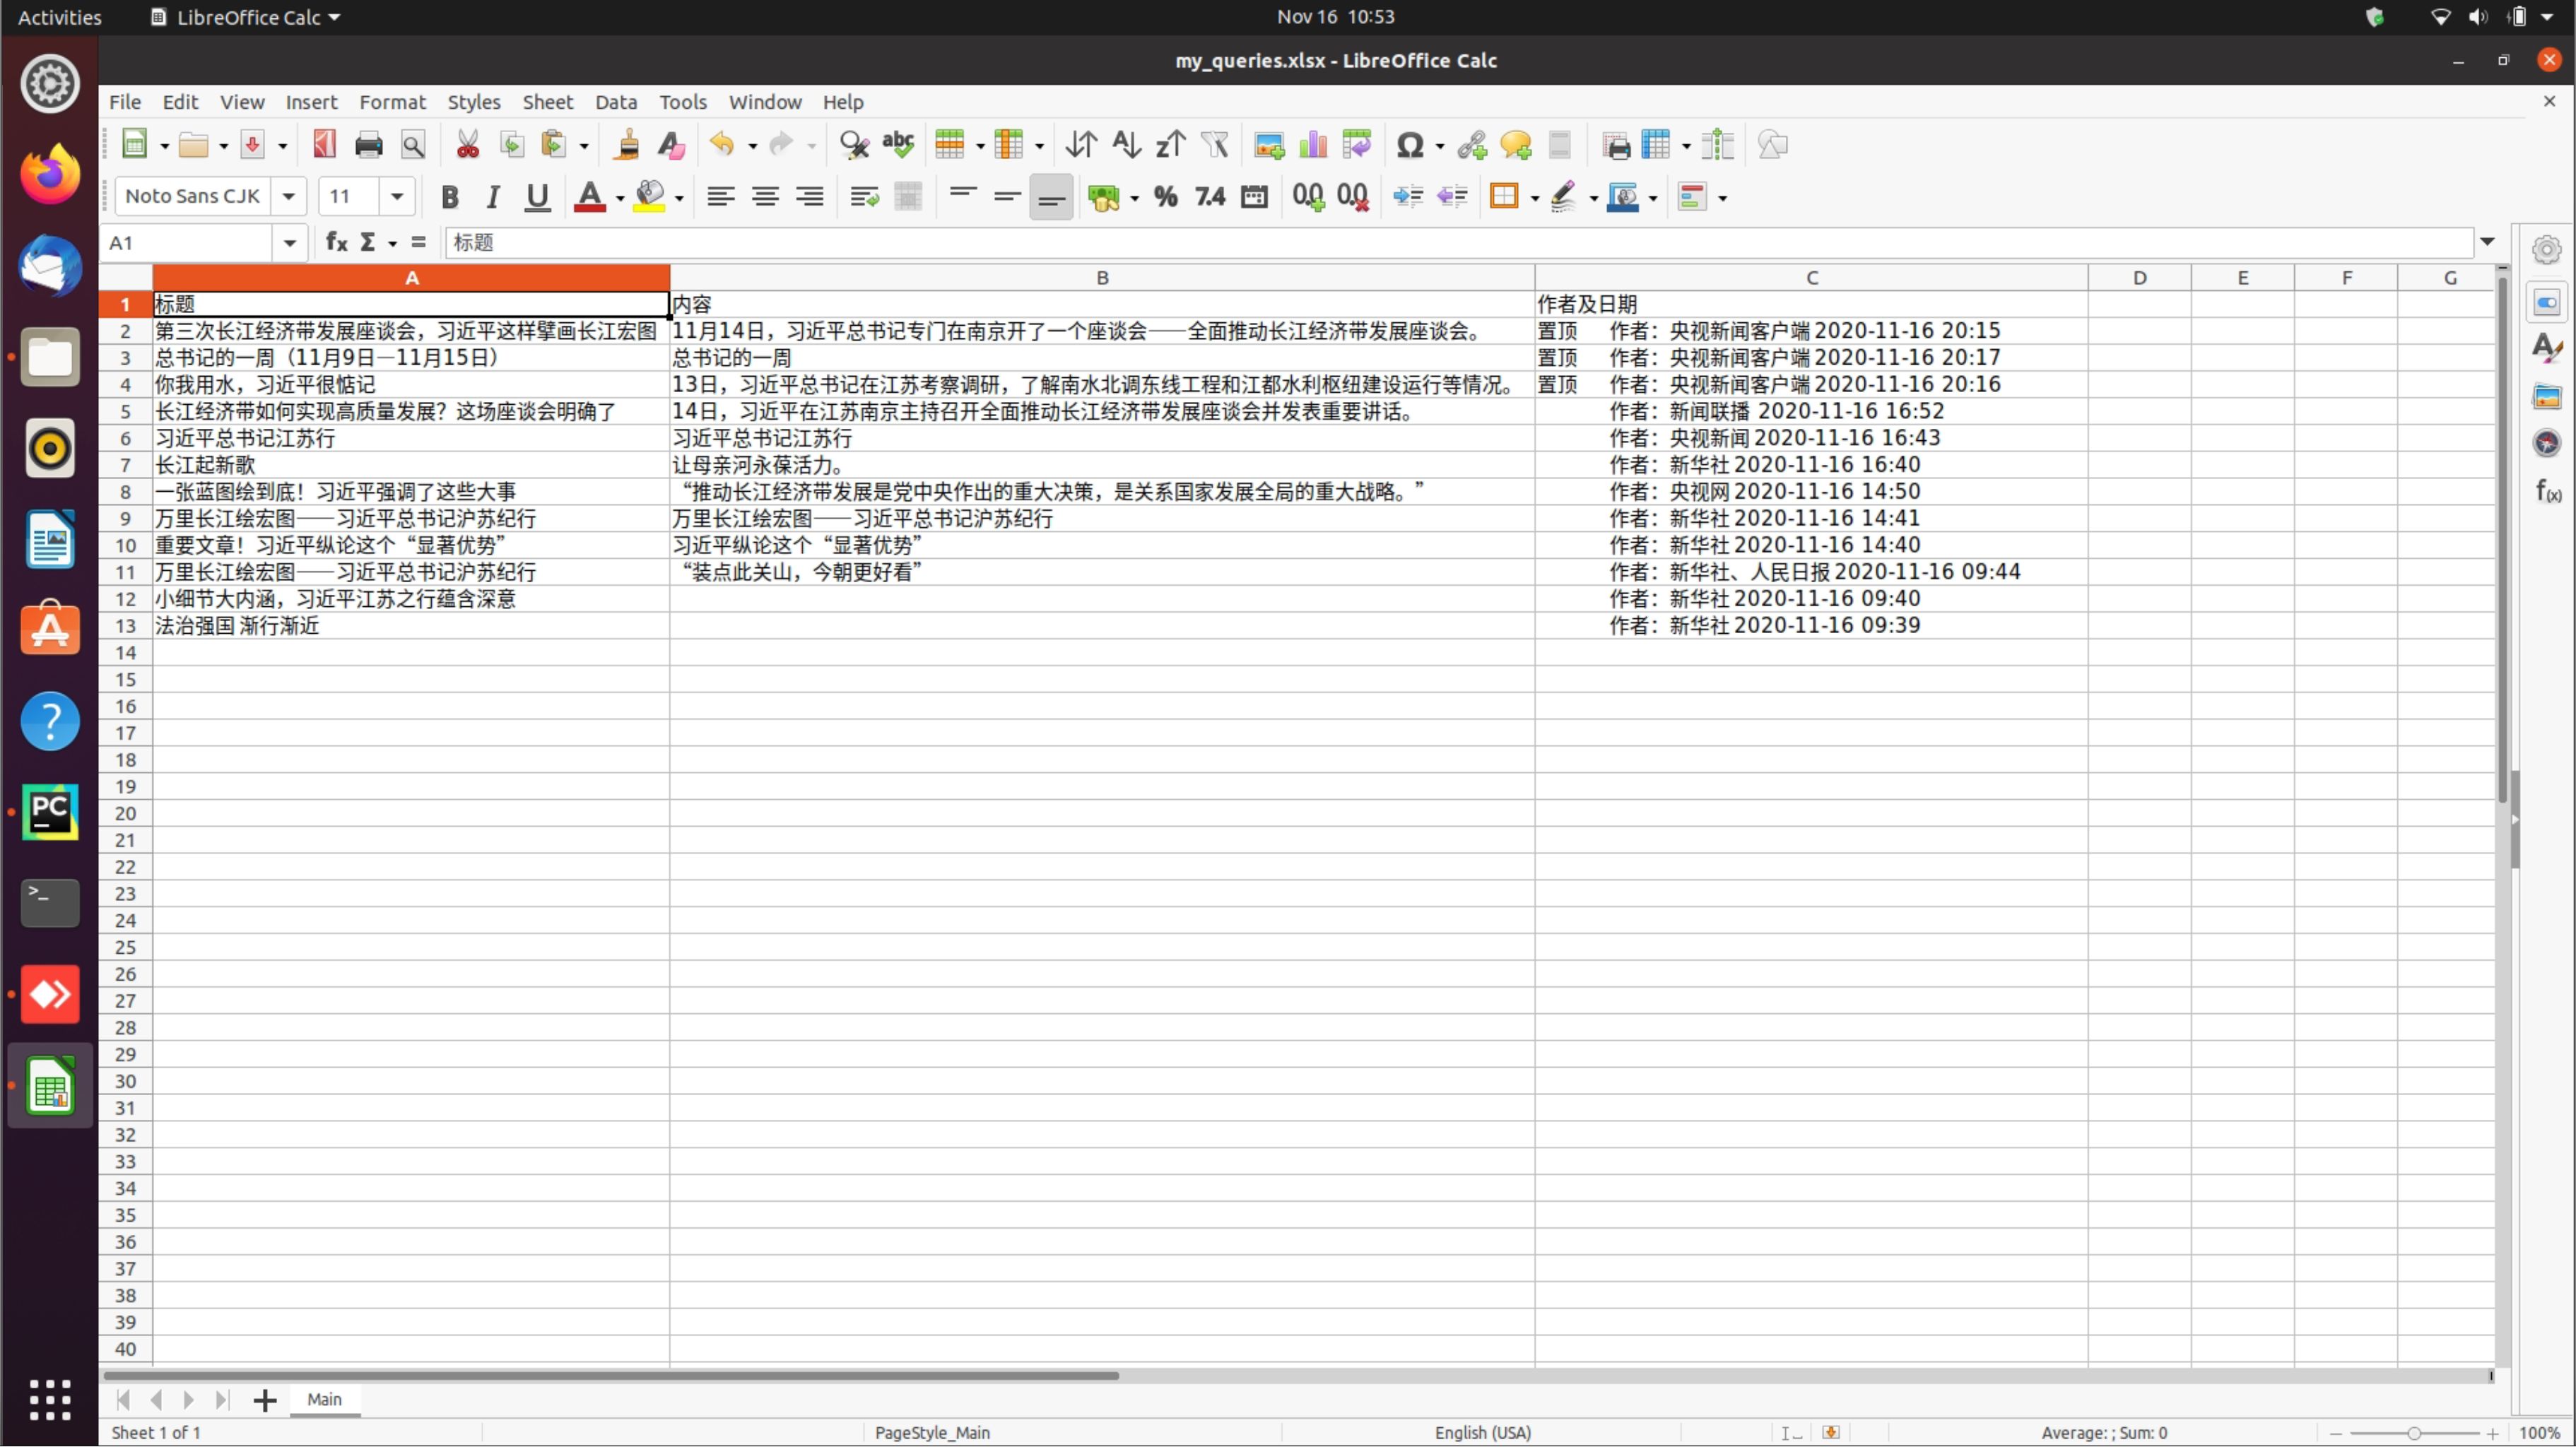 Activities LibreOffice Calc Nov 16 10:53
my_queries.xlsx - LibreOffice Calc
File Edit View Insert Format Styles Sheet Data Tools Window Help
Noto Sans CJK 11
A1 标题
A B C D E F G
1 标题 内容 作者及日期
2 第三次长江经济带发展座谈会，习近平这样擘画长江宏图 11月14日，习近平总书记专门在南京开了一个座谈会——全面推动长江经济带发展座谈会。 置顶 作者：央视新闻客户端 2020-11-16 20:15
3 总书记的一周（11月9日—11月15日） 总书记的一周 置顶 作者：央视新闻客户端 2020-11-16 20:17
4 你我用水，习近平很惦记 13日，习近平总书记在江苏考察调研，了解南水北调东线工程和江都水利枢纽建设运行等情况。 置顶 作者：央视新闻客户端 2020-11-16 20:16
5 长江经济带如何实现高质量发展？这场座谈会明确了 14日，习近平在江苏南京主持召开全面推动长江经济带发展座谈会并发表重要讲话。 作者：新闻联播 2020-11-16 16:52
6 习近平总书记江苏行 习近平总书记江苏行 作者：央视新闻 2020-11-16 16:43
7 长江起新歌 让母亲河永葆活力。 作者：新华社 2020-11-16 16:40
8 一张蓝图绘到底！习近平强调了这些大事 “推动长江经济带发展是党中央作出的重大决策，是关系国家发展全局的重大战略。” 作者：央视网 2020-11-16 14:50
9 万里长江绘宏图——习近平总书记沪苏纪行 万里长江绘宏图——习近平总书记沪苏纪行 作者：新华社 2020-11-16 14:41
10 重要文章！习近平纵论这个“显著优势” 习近平纵论这个“显著优势” 作者：新华社 2020-11-16 14:40
11 万里长江绘宏图——习近平总书记沪苏纪行 “装点此关山，今朝更好看” 作者：新华社、人民日报 2020-11-16 09:44
12 小细节大内涵，习近平江苏之行蕴含深意 作者：新华社 2020-11-16 09:40
13 法治强国 渐行渐近 作者：新华社 2020-11-16 09:39
14
15
16
17
18
19
20
21
22
23
24
25
26
27
28
29
30
31
32
33
34
35
36
37
38
39
40
Main
Sheet 1 of 1 PageStyle_Main English (USA) Average: ; Sum: 0 100%